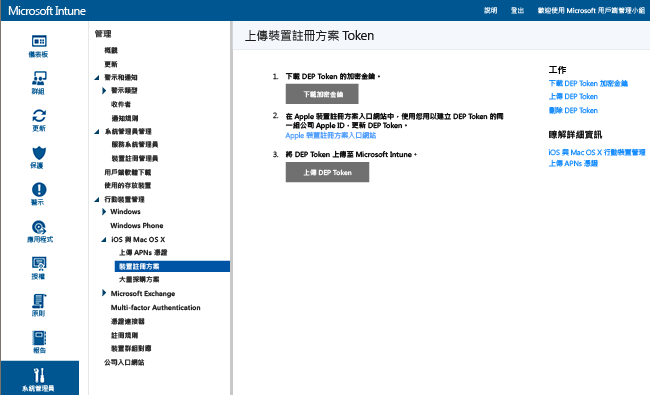 Microsoft Intune
說明 登出 歡迎使用 Microsoft 用戶端管理小組
儀表板
群組
更新
保護
警示
應用程式
授權
原則
報告
系統管理員
管理
概觀
更新
警示和通知
警示類型
收件者
通知規則
系統管理員管理
服務系統管理員
裝置註冊管理員
用戶端軟體下載
使用的存放裝置
行動裝置管理
Windows
Windows Phone
iOS 與 Mac OS X
上傳 APNs 憑證
裝置註冊方案
大量採購方案
Microsoft Exchange
Multi-factor Authentication
憑證連接器
註冊規則
裝置群組對應
公司入口網站
上傳裝置註冊方案 Token
1. 下載 DEP Token 的加密金鑰。
下載加密金鑰
2. 在 Apple 裝置註冊方案入口網站中，使用您用以建立 DEP Token 的同
一組公司 Apple ID，更新 DEP Token。
Apple 裝置註冊方案入口網站
3. 將 DEP Token 上傳至 Microsoft Intune。
上傳 DEP Token
工作
下載 DEP Token 加密金鑰
上傳 DEP Token
刪除 DEP Token
瞭解詳細資訊
iOS 與 Mac OS X 行動裝置管理
上傳 APNs 憑證